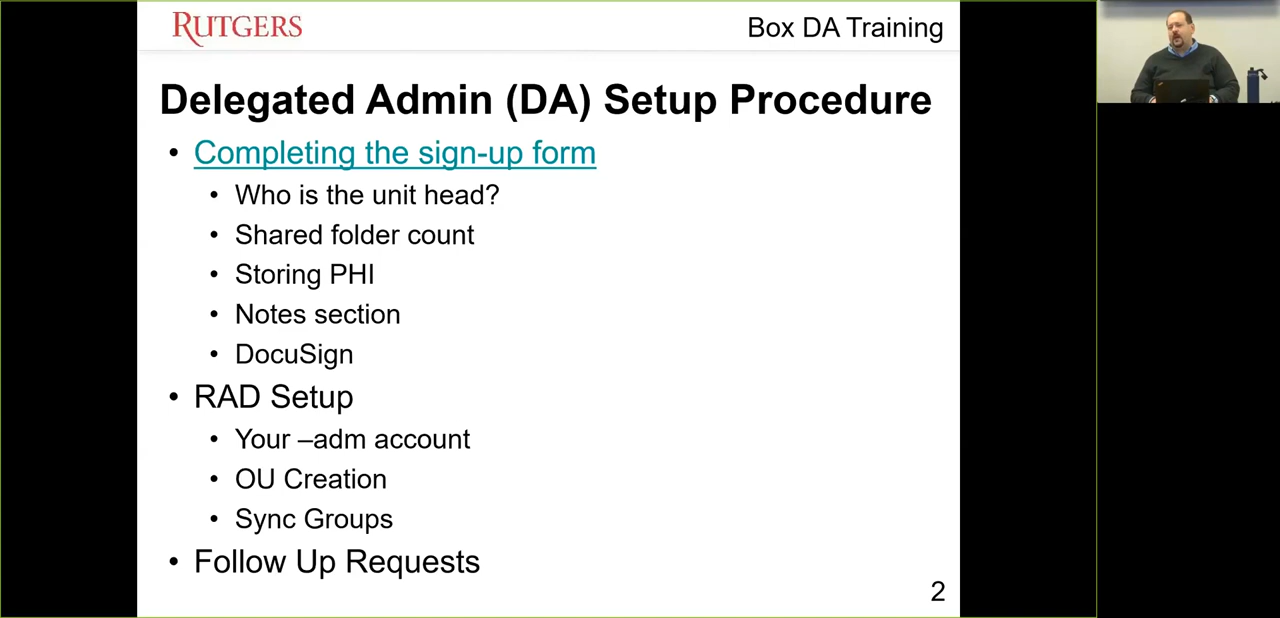 RUTGERS
Box DA Training
Delegated Admin (DA) Setup Procedure
• Completing the sign-up form
• Who is the unit head?
• Shared folder count
• Storing PHI
• Notes section
• DocuSign
• RAD Setup
• Your –adm account
• OU Creation
• Sync Groups
• Follow Up Requests
2